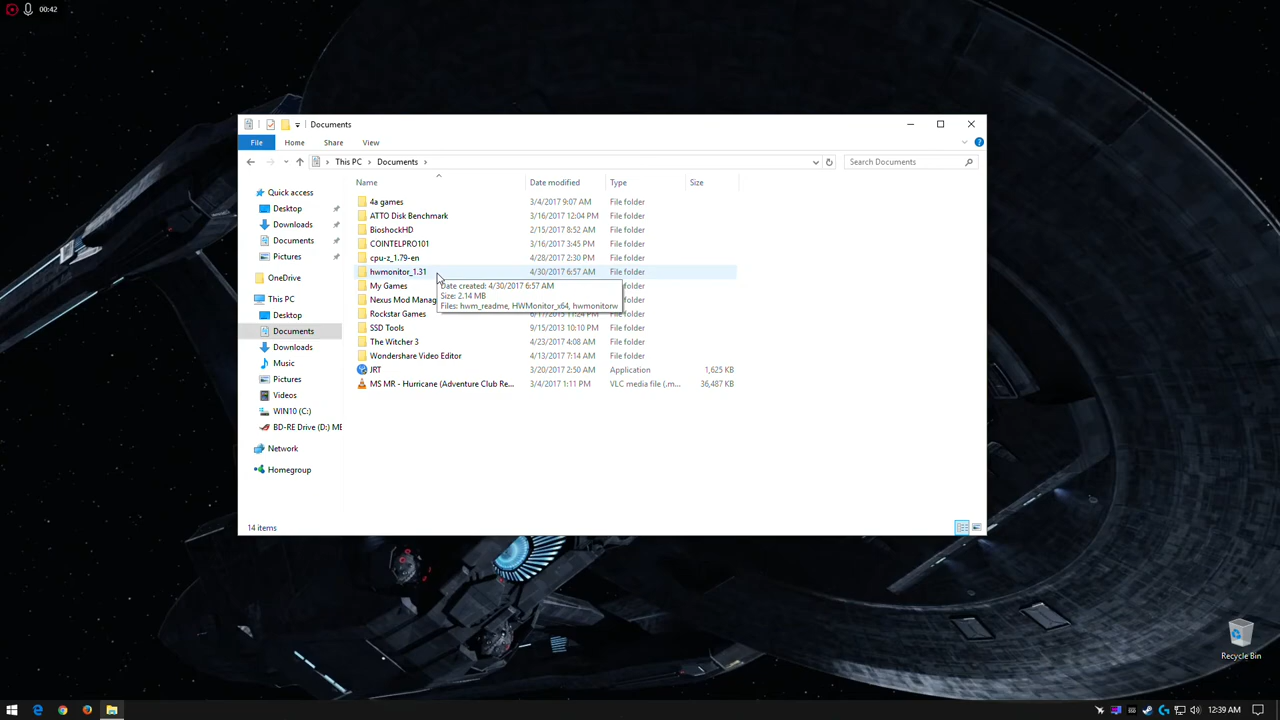 00:42
Documents
File Home Share View
This PC Documents Search Documents
Name Date modified Type Size
Quick access
Desktop
Downloads
Documents
Pictures
OneDrive
This PC
Desktop
Documents
Downloads
Music
Pictures
Videos
WIN10 (C:)
BD-RE Drive (D:) ME
Network
Homegroup
4a games 3/4/2017 9:07 AM File folder
ATTO Disk Benchmark 3/16/2017 12:04 PM File folder
BioshockHD 2/15/2017 8:52 AM File folder
COINTELPRO101 3/16/2017 3:45 PM File folder
cpu-z_1.79-en 4/28/2017 2:30 PM File folder
hwmonitor_1.31 4/30/2017 6:57 AM File folder
My Games File folder
Nexus Mod Manag File folder
Rockstar Games File folder
Date created: 4/30/2017 6:57 AM
Size: 2.14 MB
Files: hwm_readme, HWMonitor_x64, hwmonitorw
SSD Tools 9/15/2013 10:10 PM File folder
The Witcher 3 4/23/2017 4:08 AM File folder
Wondershare Video Editor 4/13/2017 7:14 AM File folder
JRT 3/20/2017 2:50 AM Application 1,625 KB
MS MR - Hurricane (Adventure Club Re... 3/4/2017 1:11 PM VLC media file (.m... 36,487 KB
14 items
Recycle Bin
12:39 AM